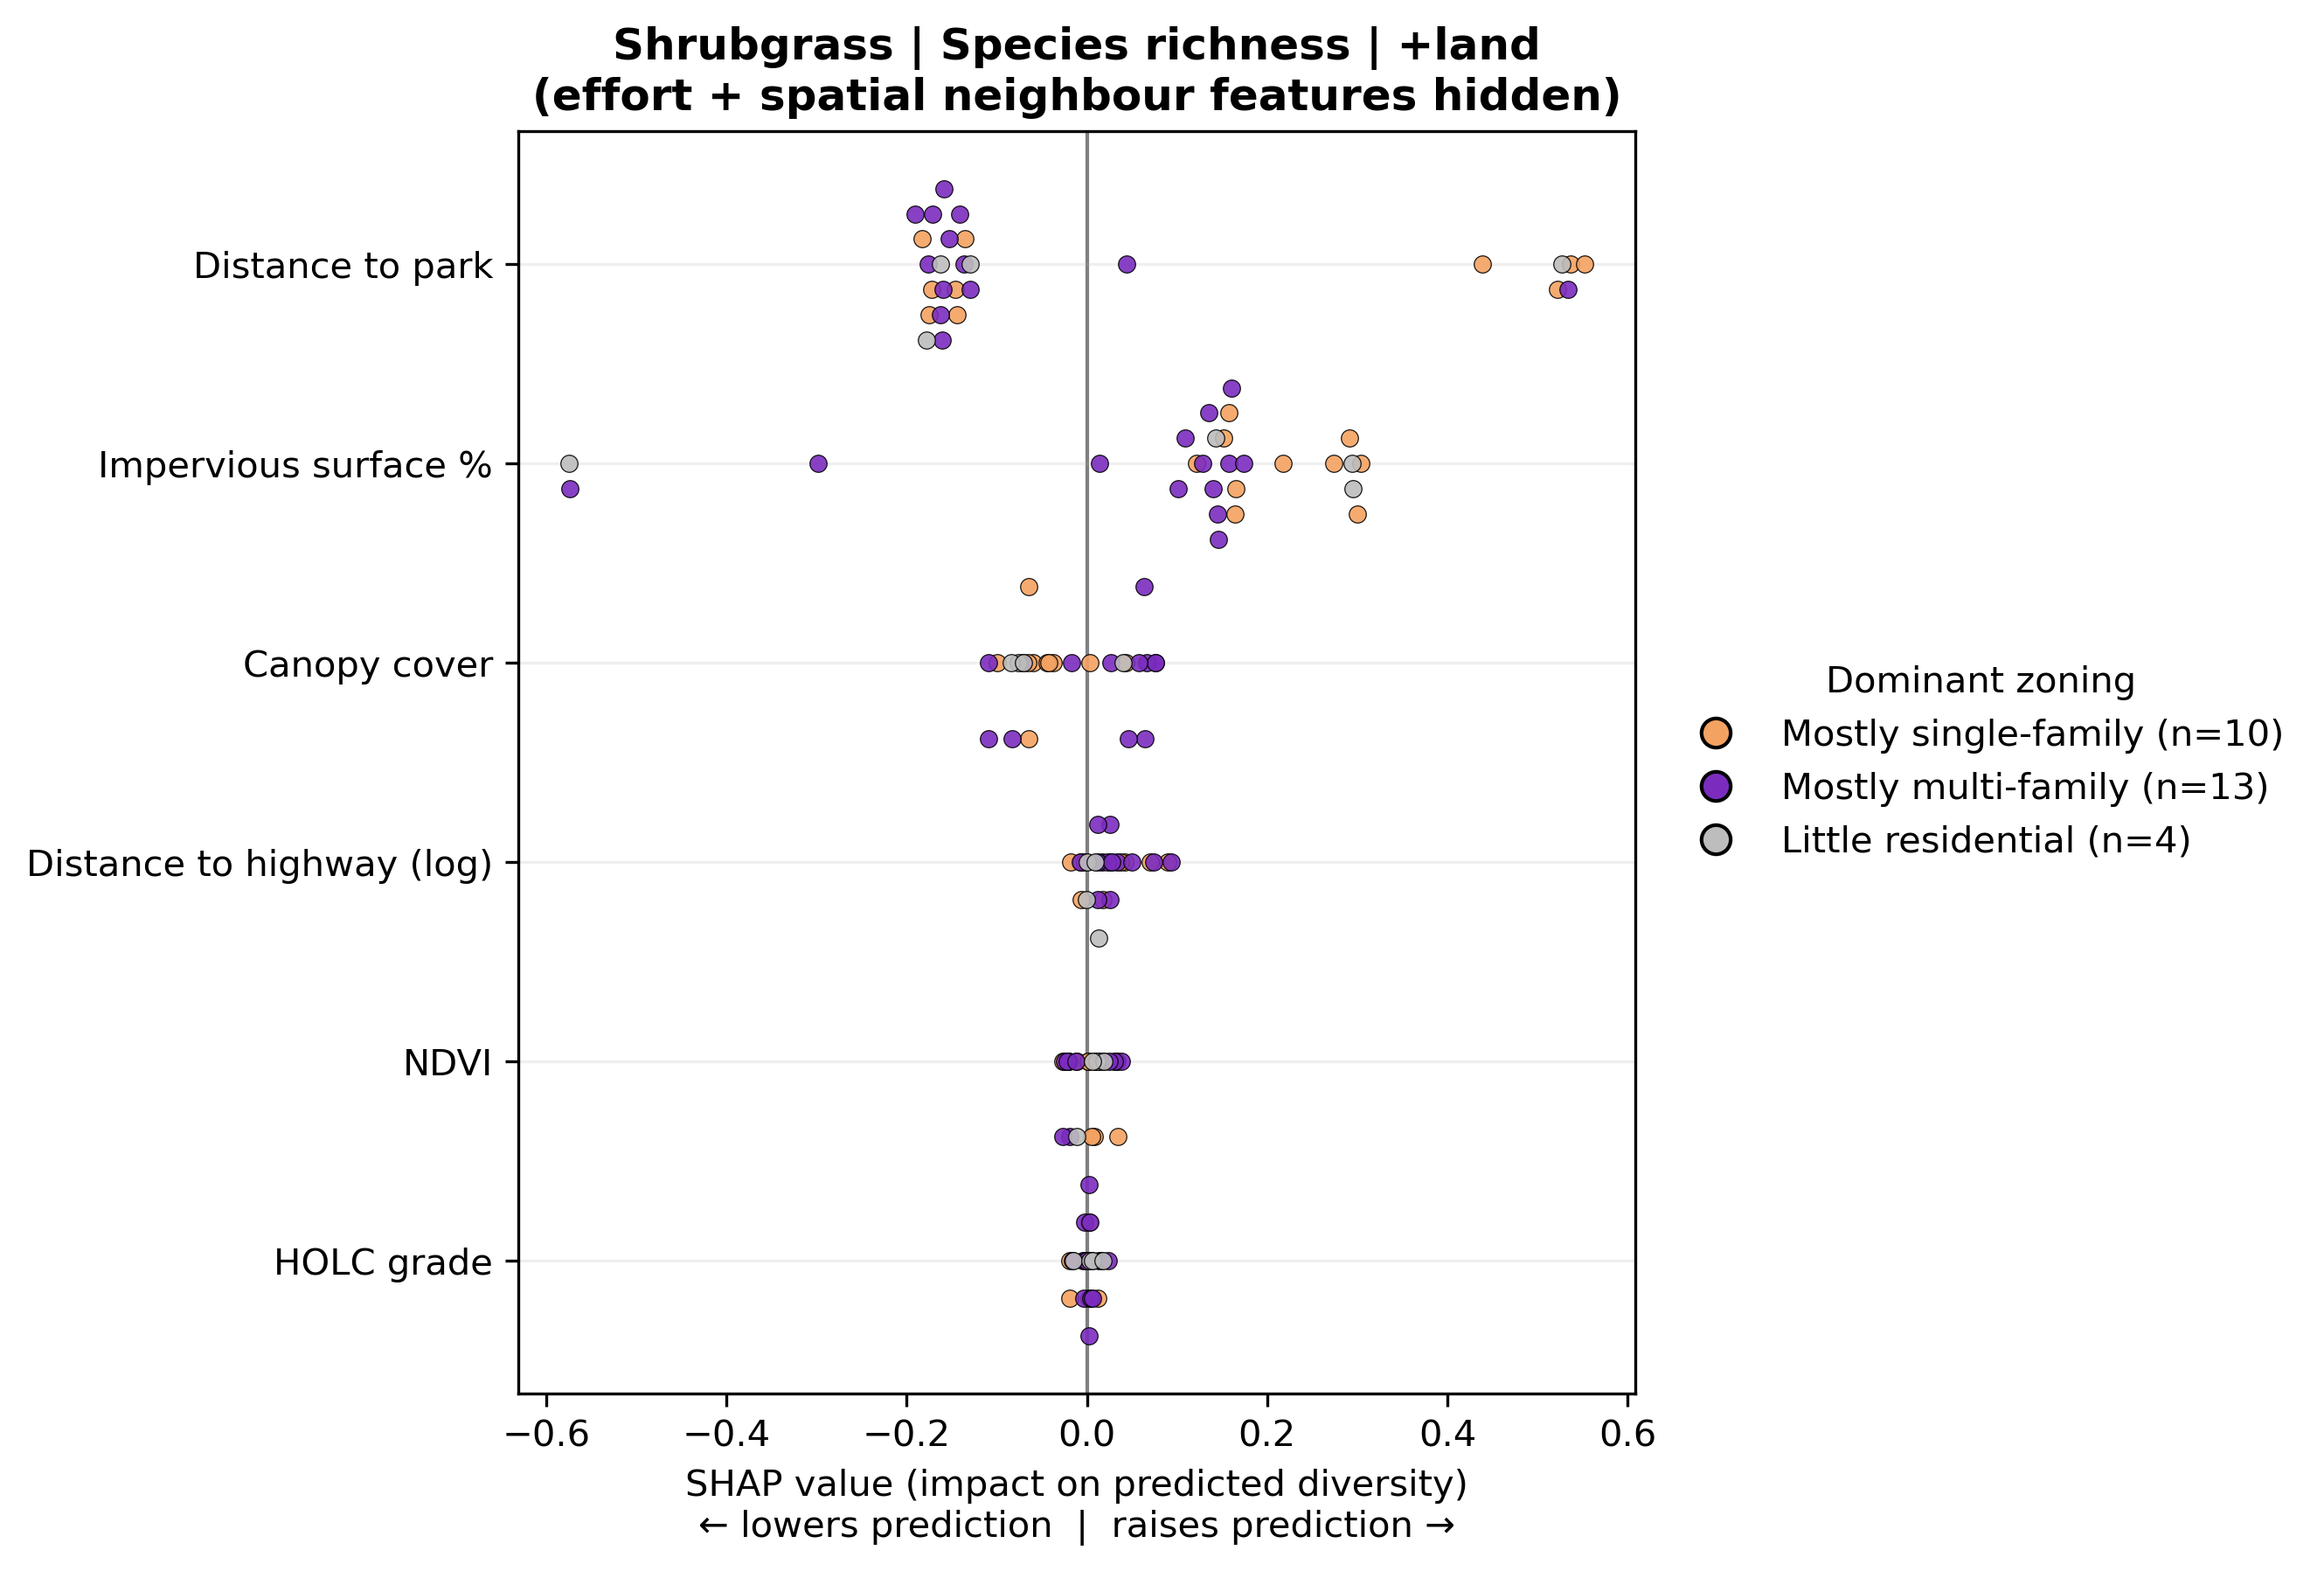 Shrubgrass | Species richness | +land
(effort + spatial neighbour features hidden)
Distance to park
Impervious surface %
Canopy cover
Distance to highway (log)
NDVI
HOLC grade
−0.6
−0.4
−0.2
0.0
0.2
0.4
0.6
SHAP value (impact on predicted diversity)
← lowers prediction | raises prediction →
Dominant zoning
Mostly single-family (n=10)
Mostly multi-family (n=13)
Little residential (n=4)